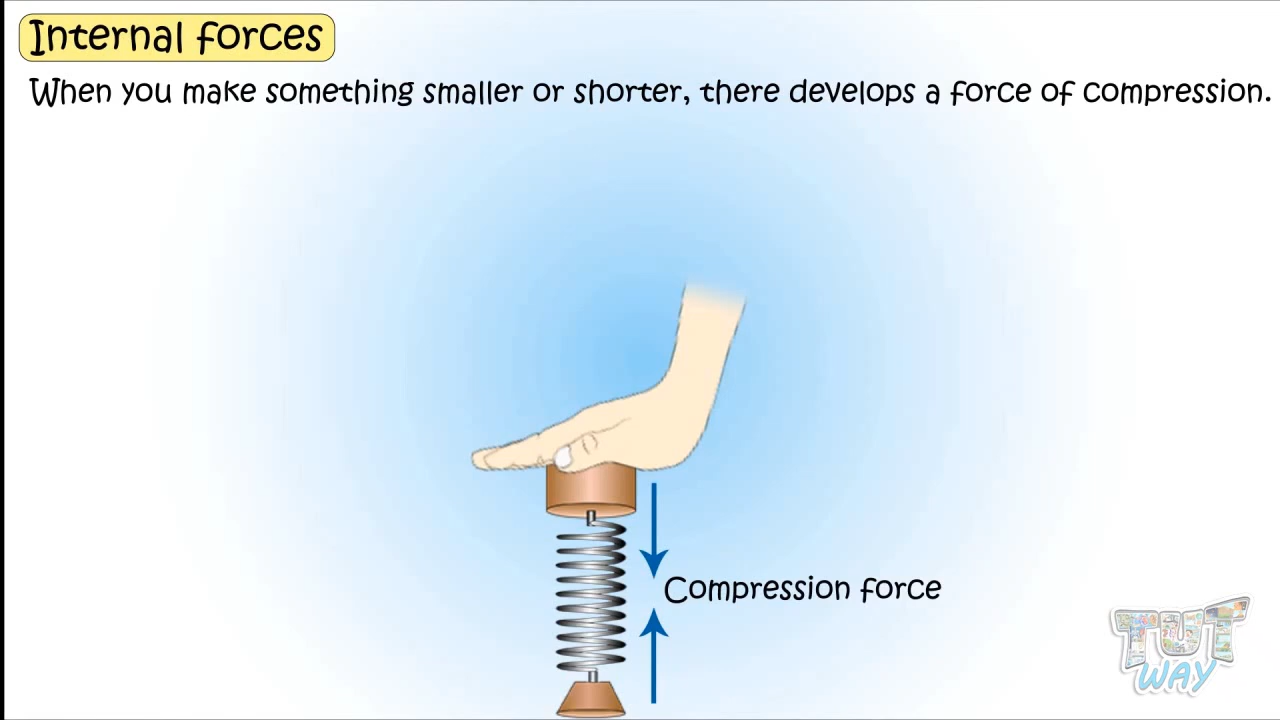 Internal forces
When you make something smaller or shorter, there develops a force of compression.
Compression force
TUT
WAY